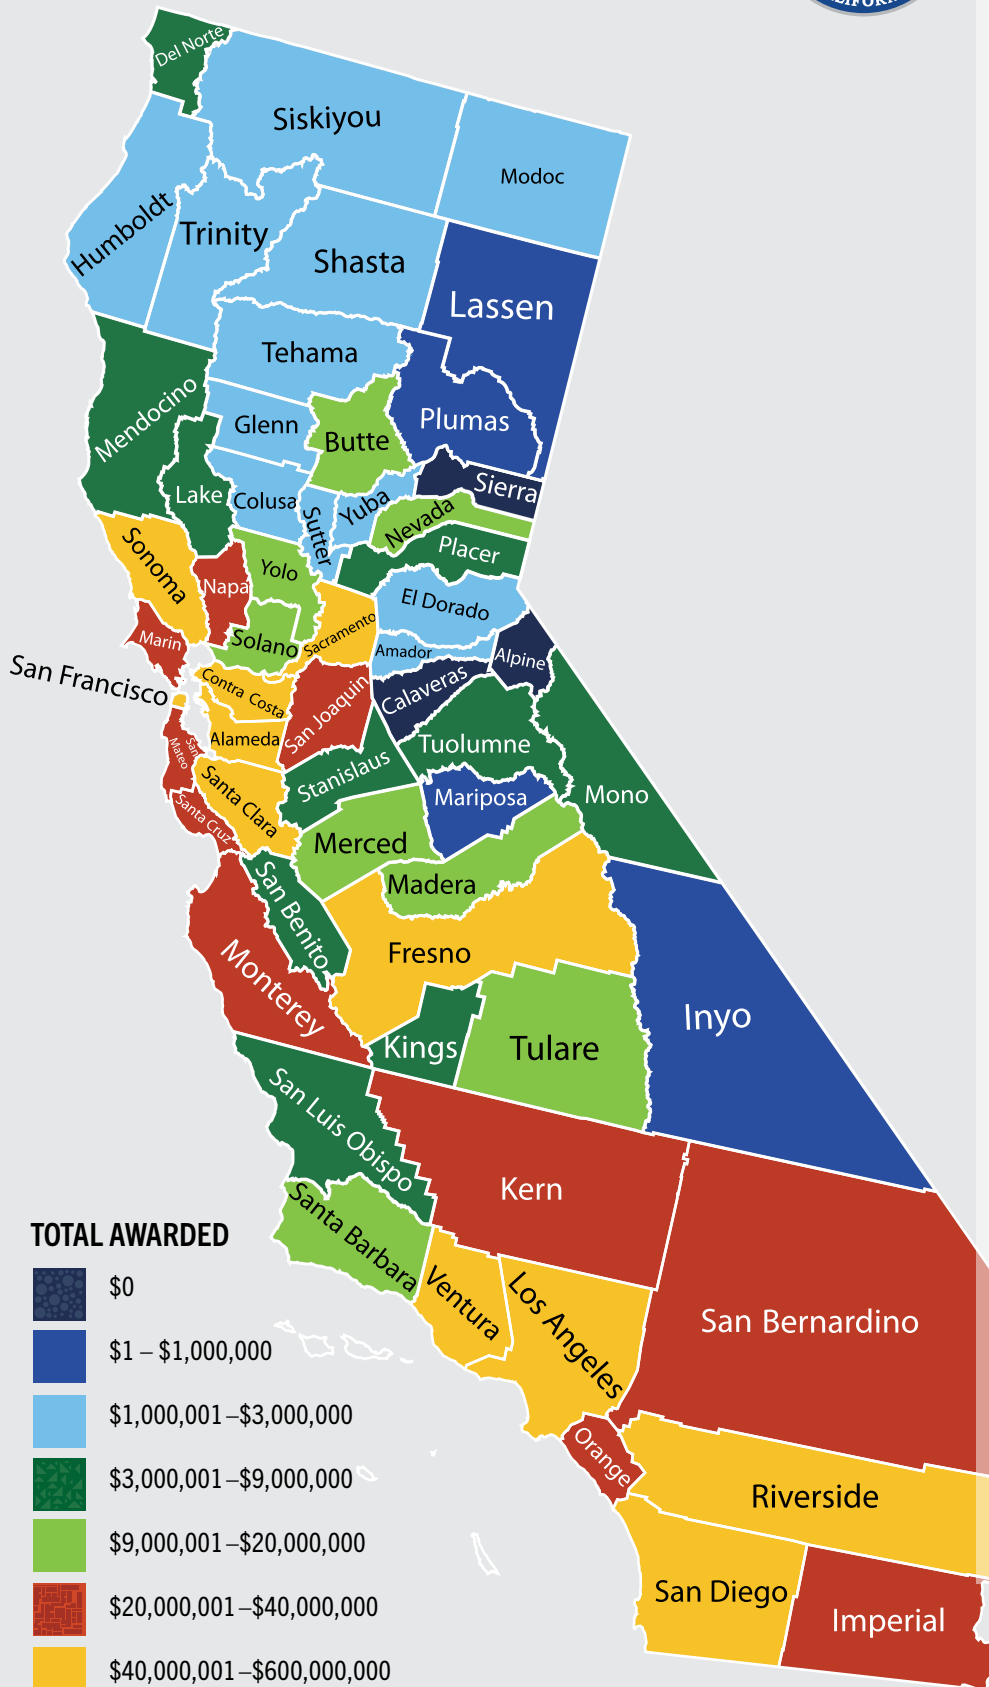 CALIFORNIA
Del Norte
Siskiyou
Modoc
Humboldt
Trinity
Shasta
Lassen
Tehama
Mendocino
Glenn
Butte
Plumas
Lake
Colusa
Sutter
Yuba
Sierra
Nevada
Placer
Sonoma
Napa
Yolo
El Dorado
Marin
Solano
Sacramento
Amador
Alpine
San Francisco
Contra Costa
San Joaquin
Calaveras
Tuolumne
Alameda
San
Mateo
Stanislaus
Mono
Santa Clara
Santa Cruz
Mariposa
Merced
Madera
San Benito
Fresno
Monterey
Inyo
Kings
Tulare
San Luis Obispo
Kern
Santa Barbara
Ventura
Los Angeles
San Bernardino
Orange
Riverside
San Diego
Imperial
TOTAL AWARDED
$0
$1 – $1,000,000
$1,000,001–$3,000,000
$3,000,001–$9,000,000
$9,000,001–$20,000,000
$20,000,001–$40,000,000
$40,000,001–$600,000,000